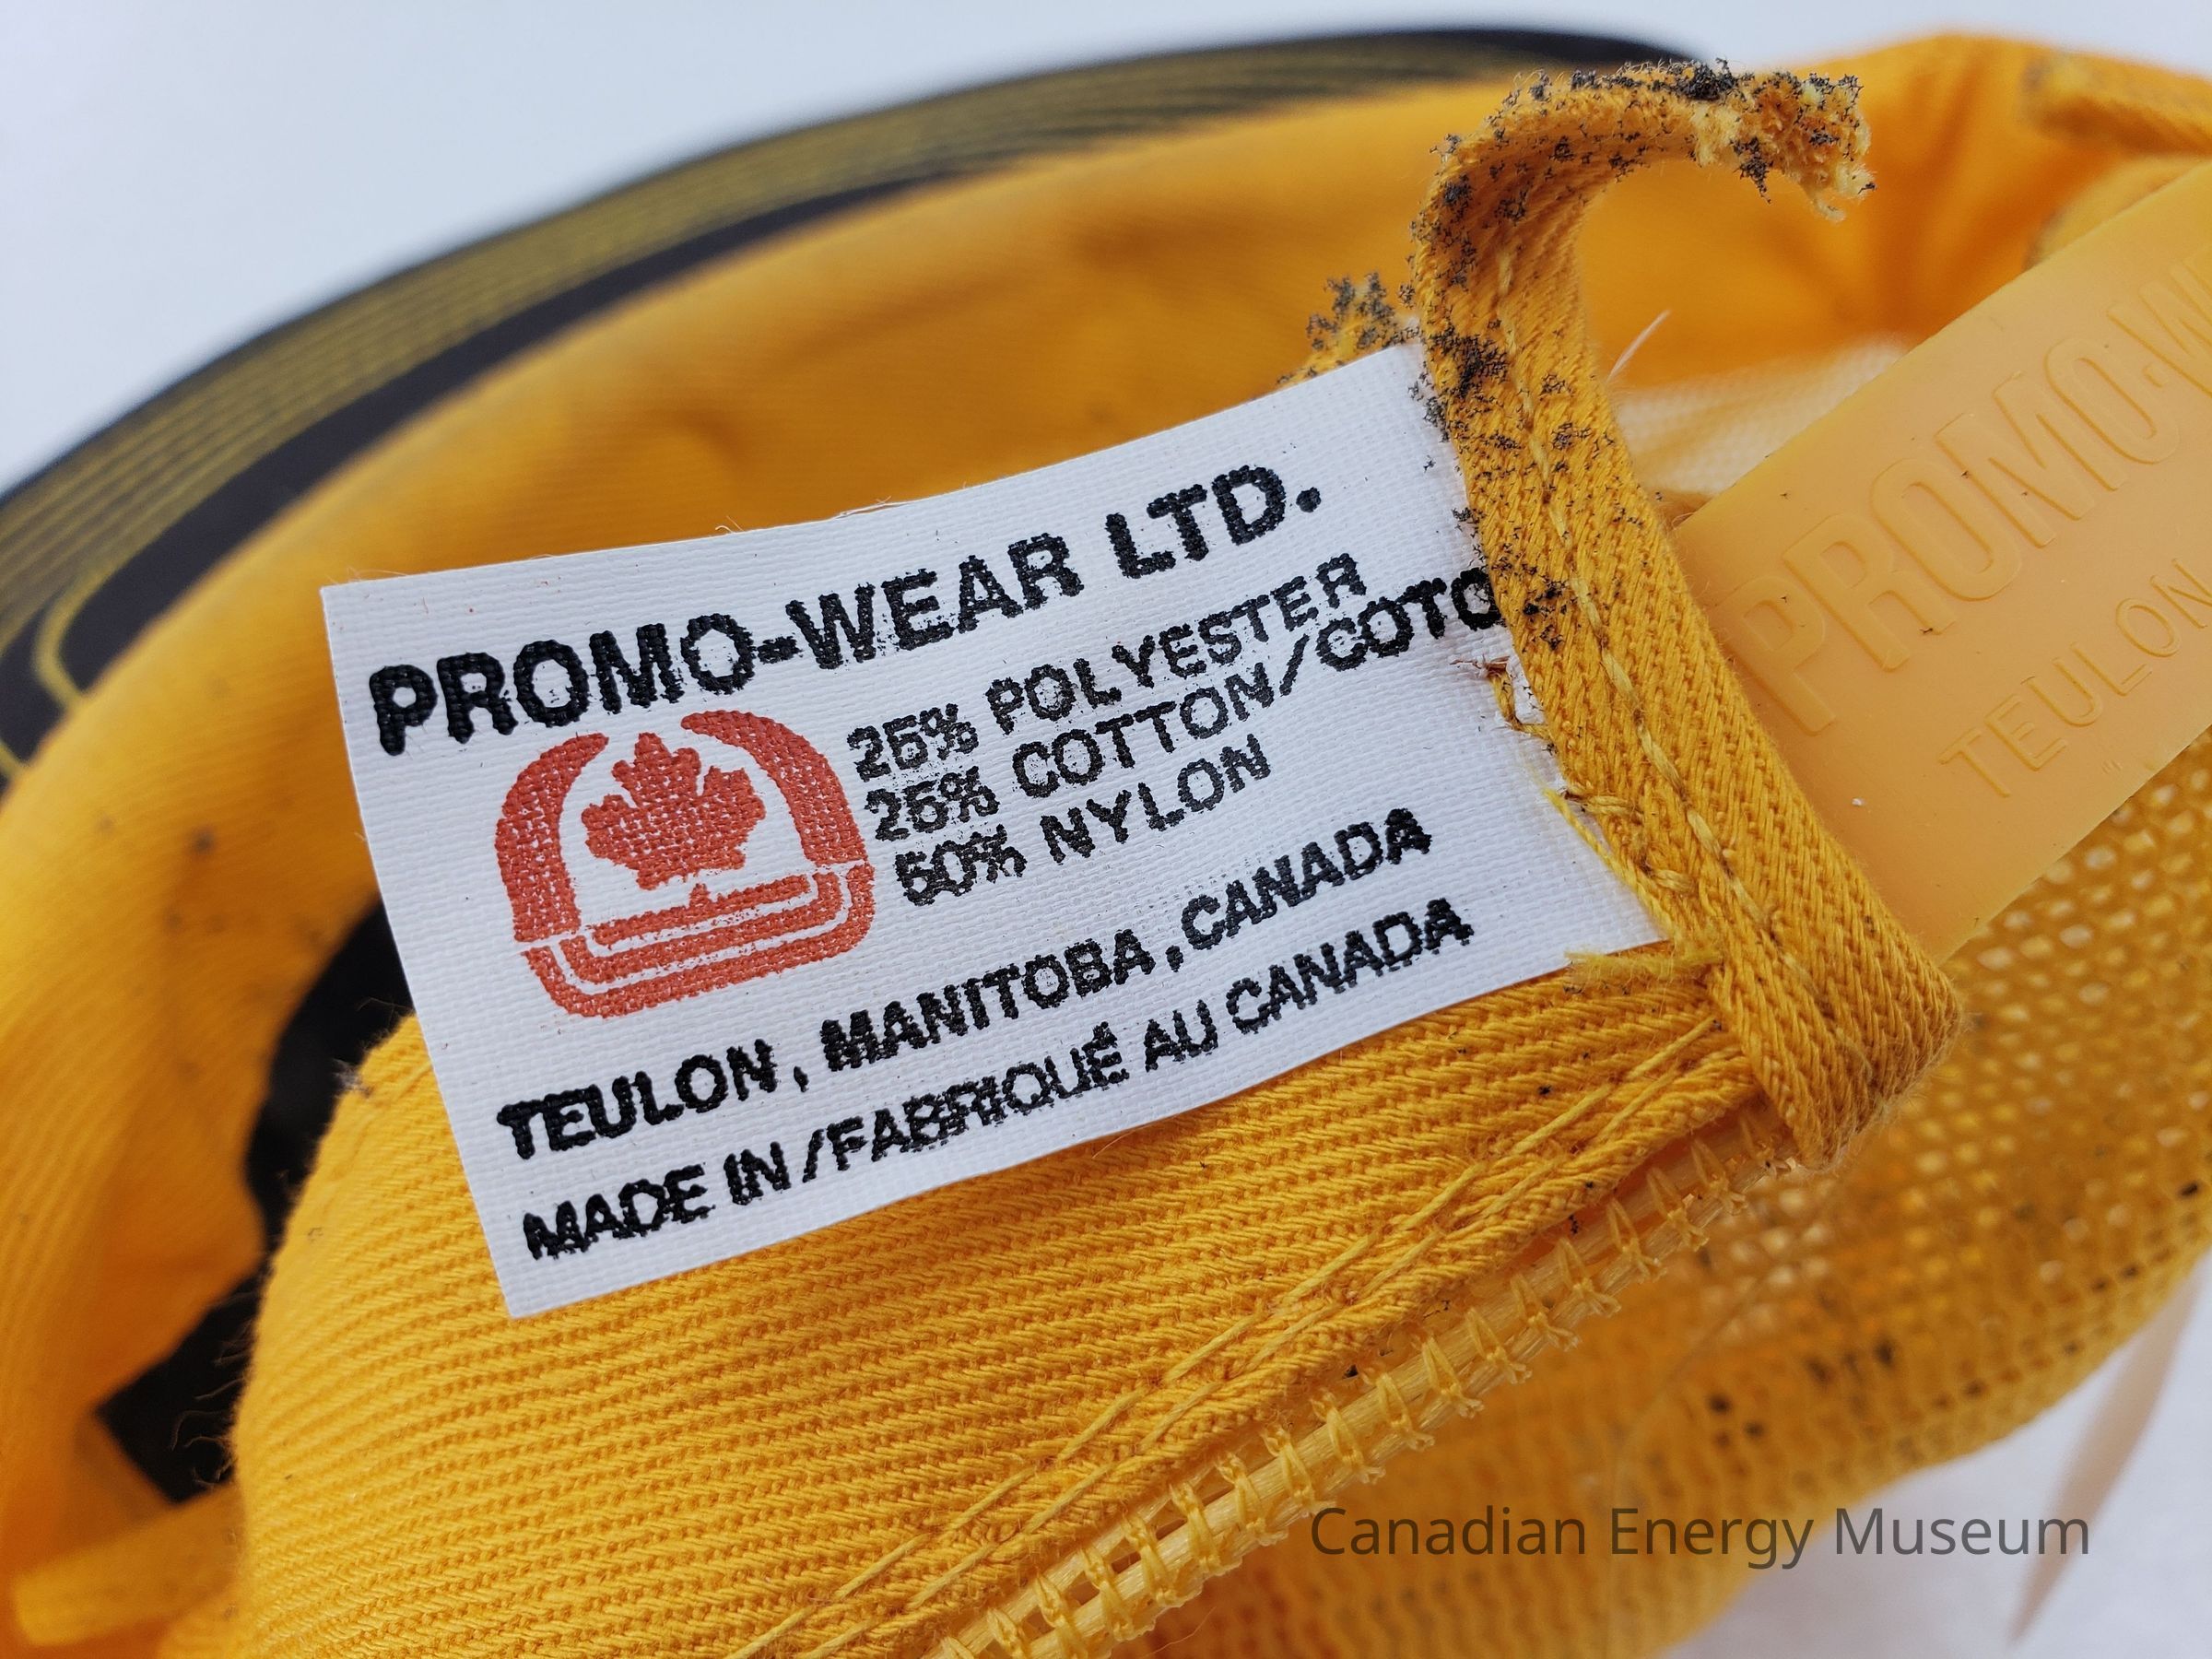 PROMO-WEAR LTD.
25% POLYESTER
25% COTTON/COTO
50% NYLON
TEULON, MANITOBA, CANADA
MADE IN/FABRIQUÉ AU CANADA
PROMO-W
TEULON
Canadian Energy Museum